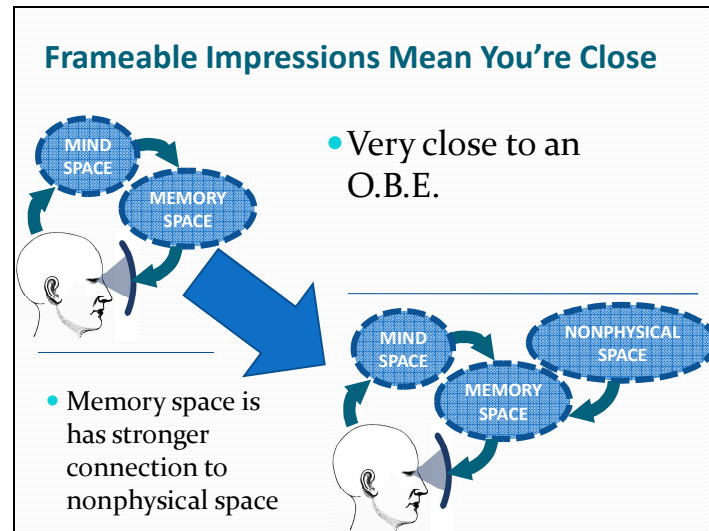 Frameable Impressions Mean You're Close
MIND
SPACE
MEMORY
SPACE
• Very close to an
O.B.E.
MIND
SPACE
NONPHYSICAL
SPACE
MEMORY
SPACE
• Memory space is
has stronger
connection to
nonphysical space